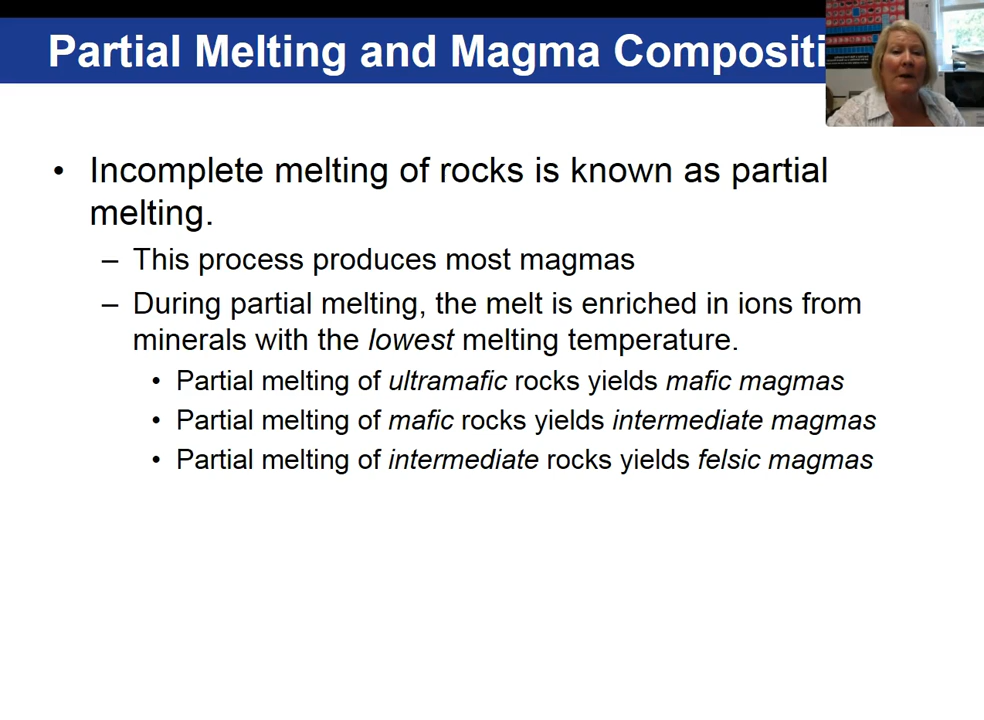 Partial Melting and Magma Compositi
• Incomplete melting of rocks is known as partial
melting.
– This process produces most magmas
– During partial melting, the melt is enriched in ions from
minerals with the lowest melting temperature.
• Partial melting of ultramafic rocks yields mafic magmas
• Partial melting of mafic rocks yields intermediate magmas
• Partial melting of intermediate rocks yields felsic magmas